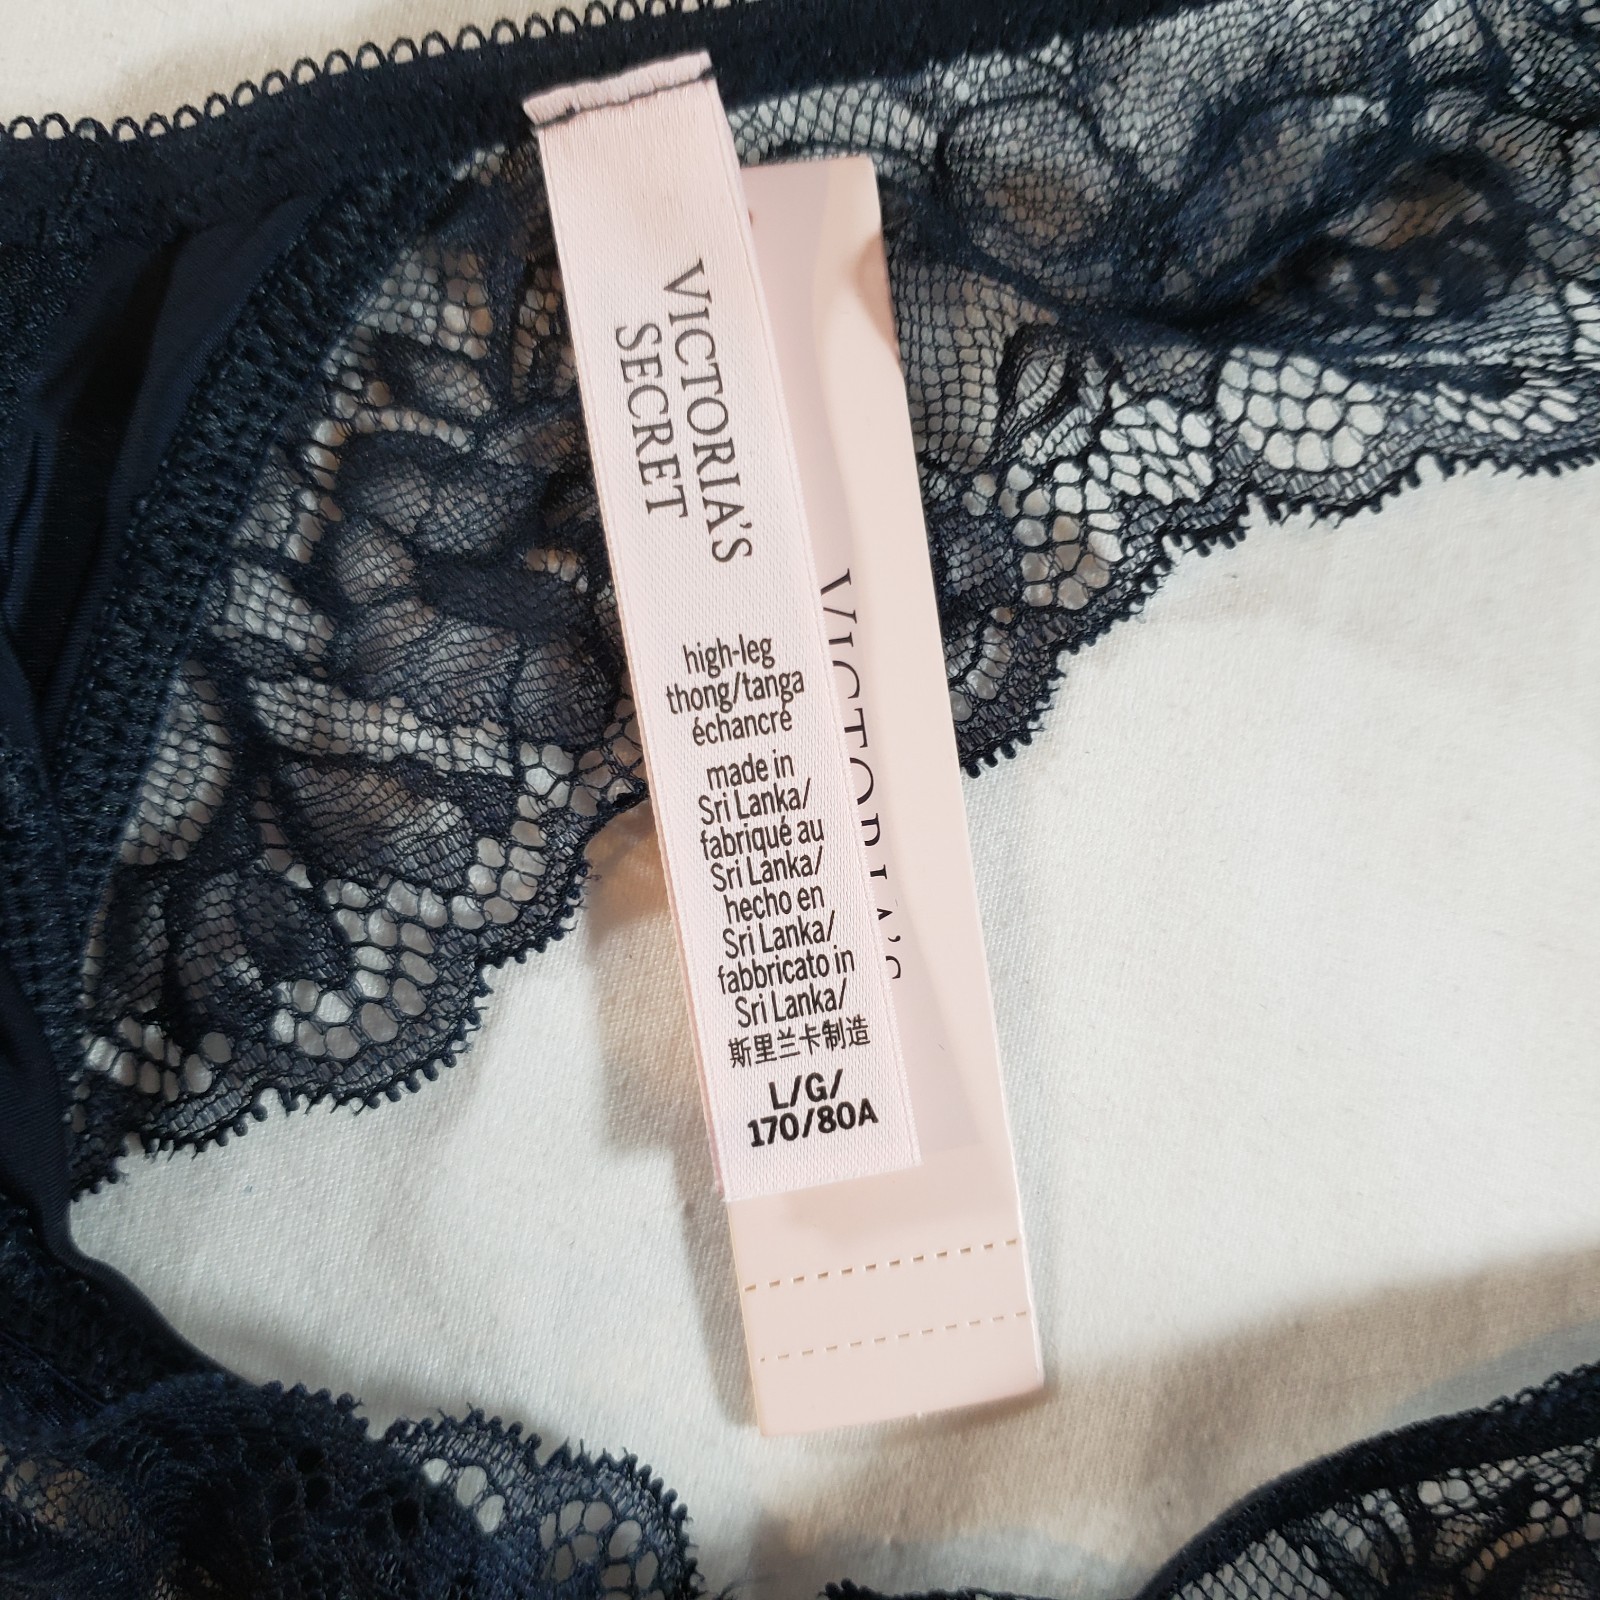 VICTORIA'S
SECRET
high-leg
thong/tanga
échancré
made in
Sri Lanka/
fabriqué au
Sri Lanka/
hecho en
Sri Lanka/
fabbricato in
Sri Lanka/
斯里兰卡制造
L/G/
170/80A
VICTORIA'S